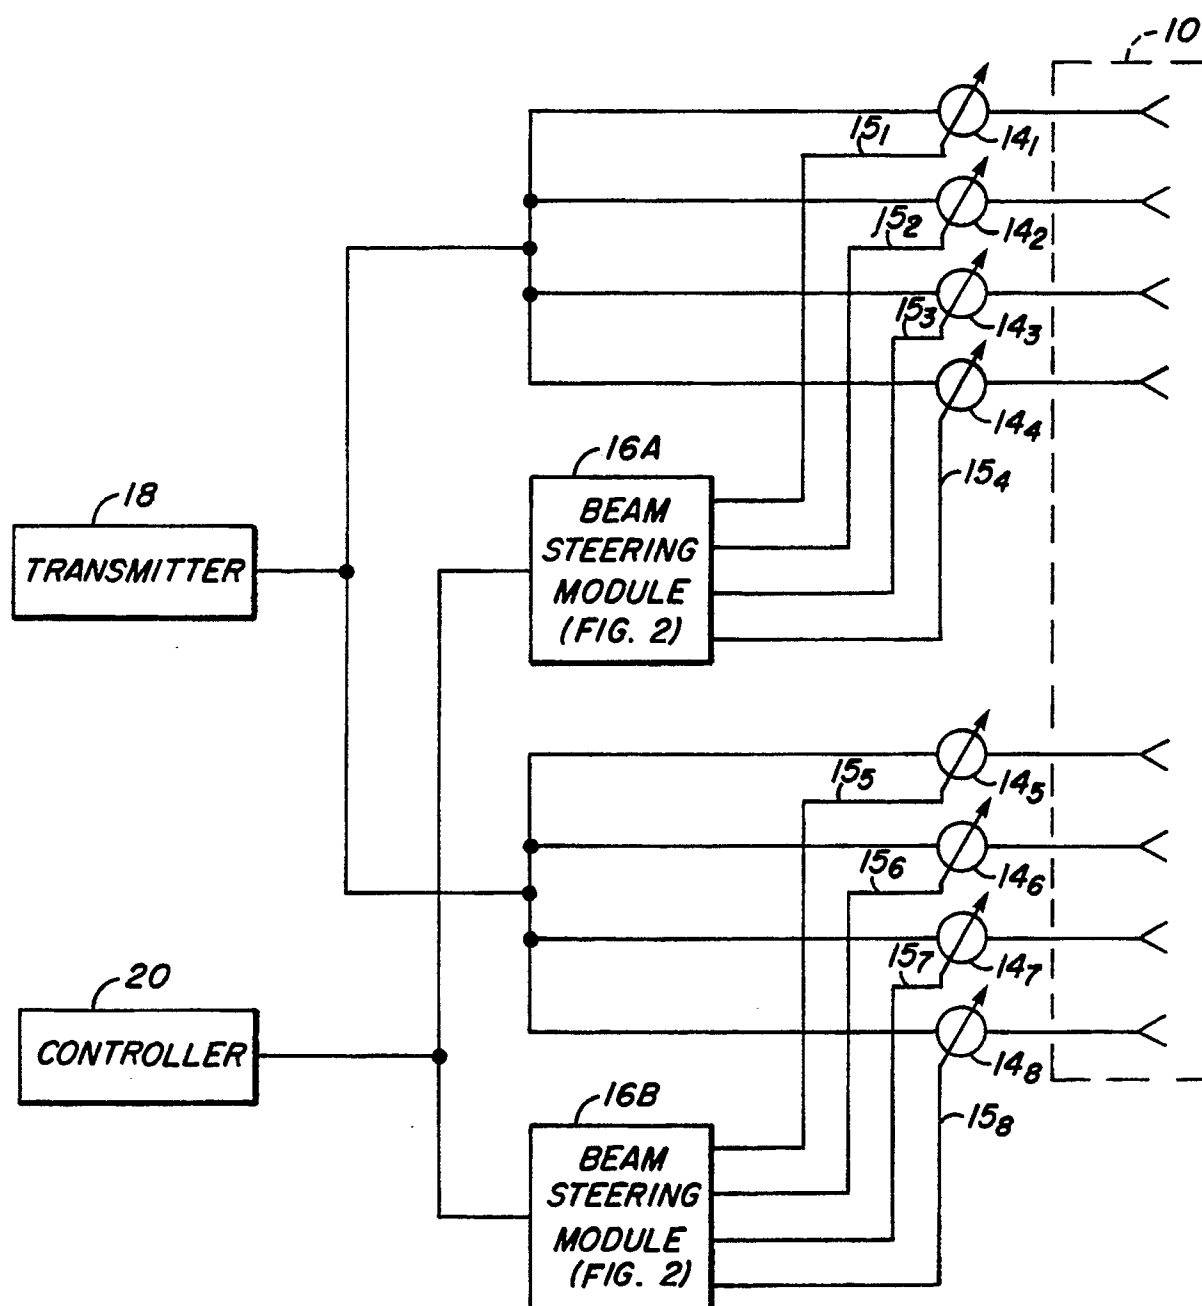 10
15₁
14₁
15₂
14₂
15₃
14₃
14₄
16A
15₄
18
BEAM
STEERING
MODULE
(FIG. 2)
TRANSMITTER
15₅
14₅
15₆
14₆
15₇
14₇
20
CONTROLLER
14₈
16B
15₈
BEAM
STEERING
MODULE
(FIG. 2)